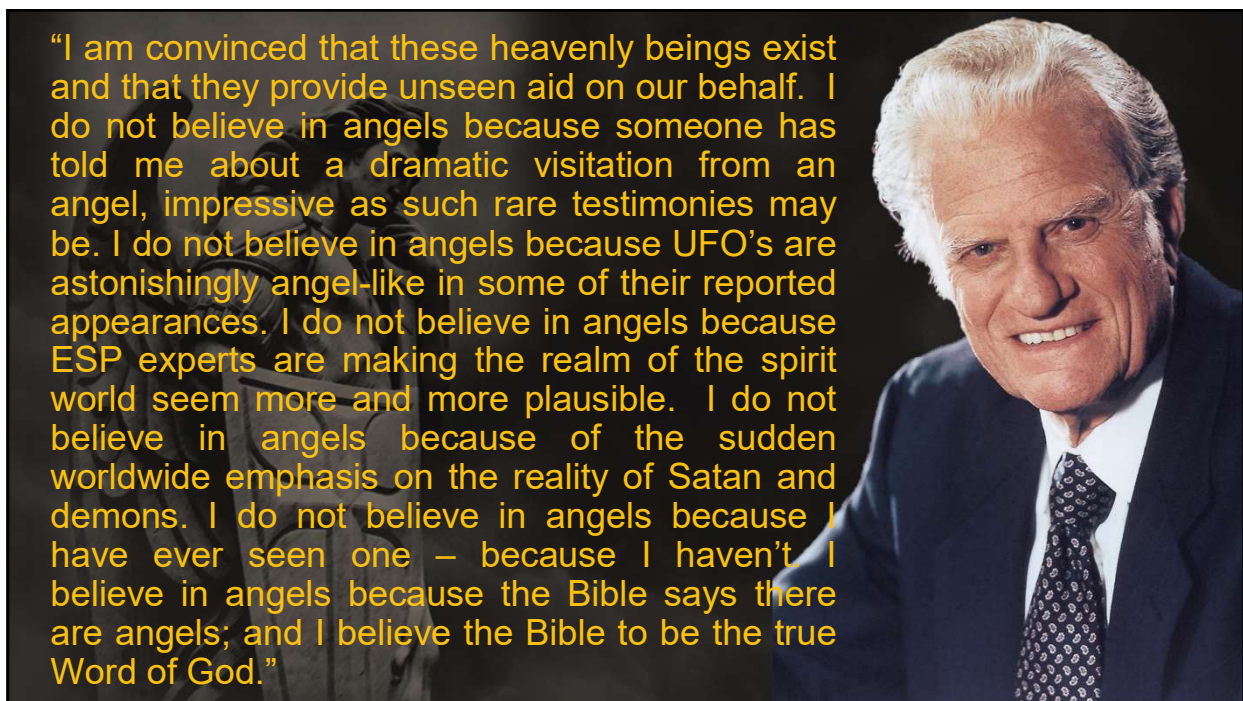 “I am convinced that these heavenly beings exist
and that they provide unseen aid on our behalf.  I
do not believe in angels because someone has
told me about a dramatic visitation from an
angel, impressive as such rare testimonies may
be. I do not believe in angels because UFO’s are
astonishingly angel-like in some of their reported
appearances. I do not believe in angels because
ESP experts are making the realm of the spirit
world seem more and more plausible.  I do not
believe in angels because of the sudden
worldwide emphasis on the reality of Satan and
demons. I do not believe in angels because I
have ever seen one – because I haven’t. I
believe in angels because the Bible says there
are angels; and I believe the Bible to be the true
Word of God.”